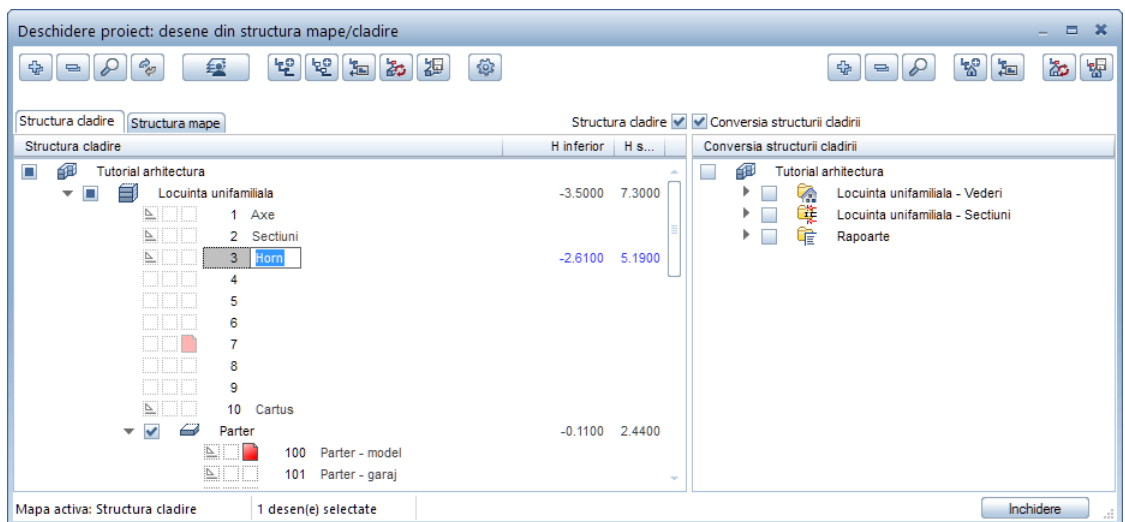 Deschidere proiect: desene din structura mape/cladire
Structura cladire Structura mape Structura cladire Conversia structurii cladirii
Structura cladire H inferior H s... Conversia structurii cladirii
Tutorial arhitectura Tutorial arhitectura
Locuinta unifamiliala -3.5000 7.3000 Locuinta unifamiliala - Vederi
1 Axe Locuinta unifamiliala - Sectiuni
2 Sectiuni Rapoarte
3 Horn -2.6100 5.1900
4
5
6
7
8
9
10 Cartus
Parter -0.1100 2.4400
100 Parter - model
101 Parter - garaj
Mapa activa: Structura cladire 1 desen(e) selectate Inchidere